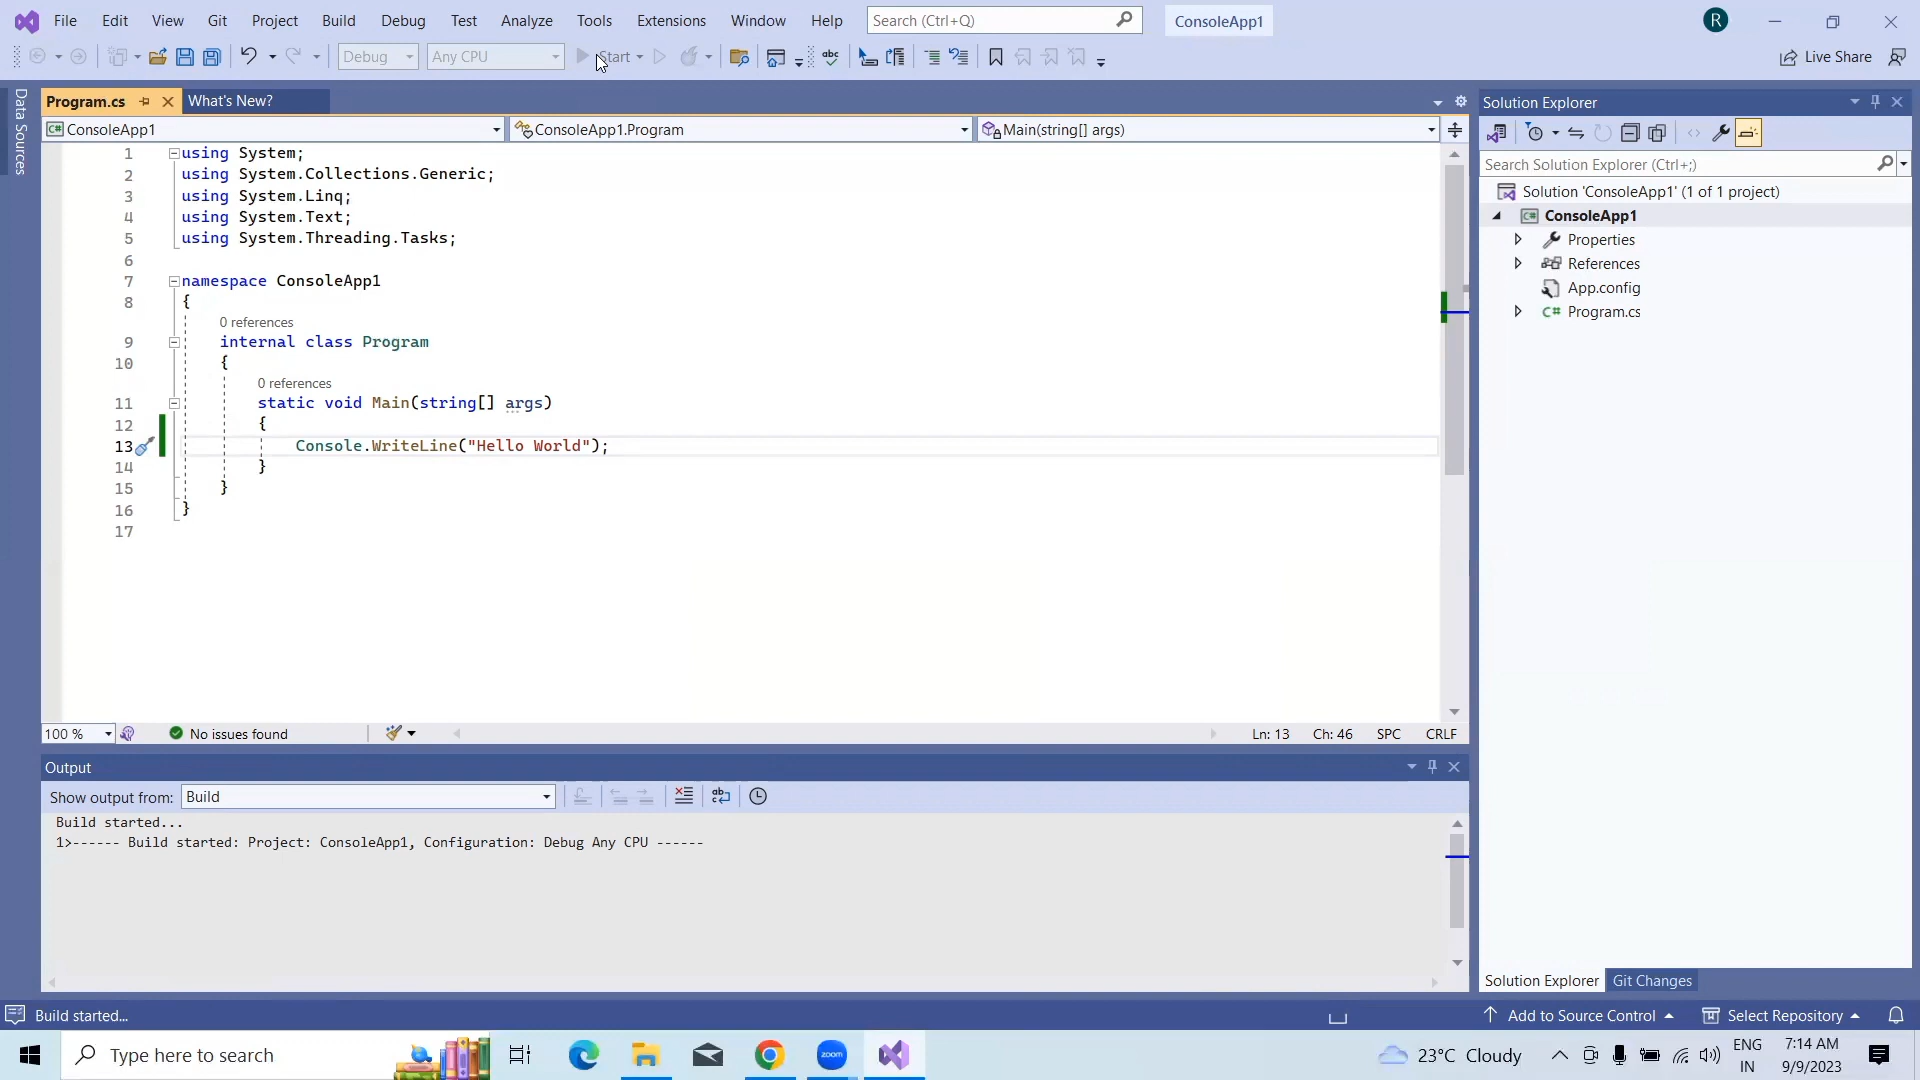 File Edit View Git Project Build Debug Test Analyze Tools Extensions Window Help Search (Ctrl+Q) ConsoleApp1 R
Debug Any CPU Start abc Live Share
Data Sources
Program.cs What's New?
ConsoleApp1 ConsoleApp1.Program Main(string[] args)
1 using System;
2 using System.Collections.Generic;
3 using System.Linq;
4 using System.Text;
5 using System.Threading.Tasks;
6
7 namespace ConsoleApp1
8 {
0 references
9 internal class Program
10 {
0 references
11 static void Main(string[] args)
12 {
13 Console.WriteLine("Hello World");
14 }
15 }
16 }
17
100 % No issues found Ln: 13 Ch: 46 SPC CRLF
Output
Show output from: Build
Build started...
1>------ Build started: Project: ConsoleApp1, Configuration: Debug Any CPU ------
Solution Explorer
Search Solution Explorer (Ctrl+;)
Solution 'ConsoleApp1' (1 of 1 project)
C# ConsoleApp1
Properties
References
App.config
C# Program.cs
Solution Explorer Git Changes
Build started... Add to Source Control Select Repository
Type here to search zoom 23°C Cloudy ENG IN 7:14 AM
9/9/2023